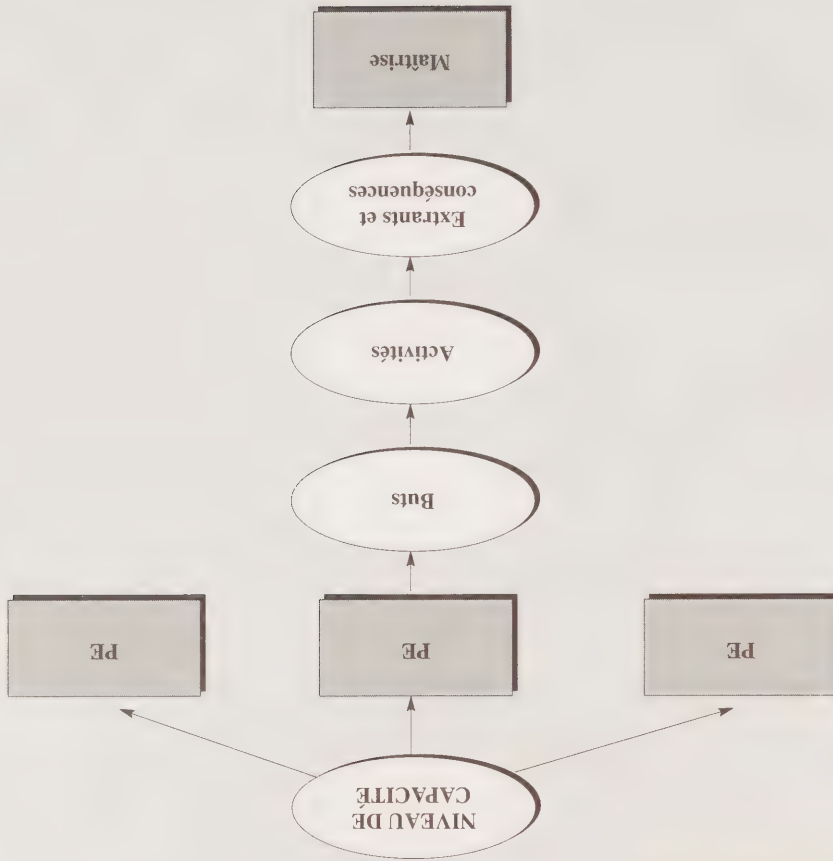 NIVEAU DE
CAPACITÉ
PE
PE
PE
Buts
Activités
Extrants et
conséquences
Maîtrise